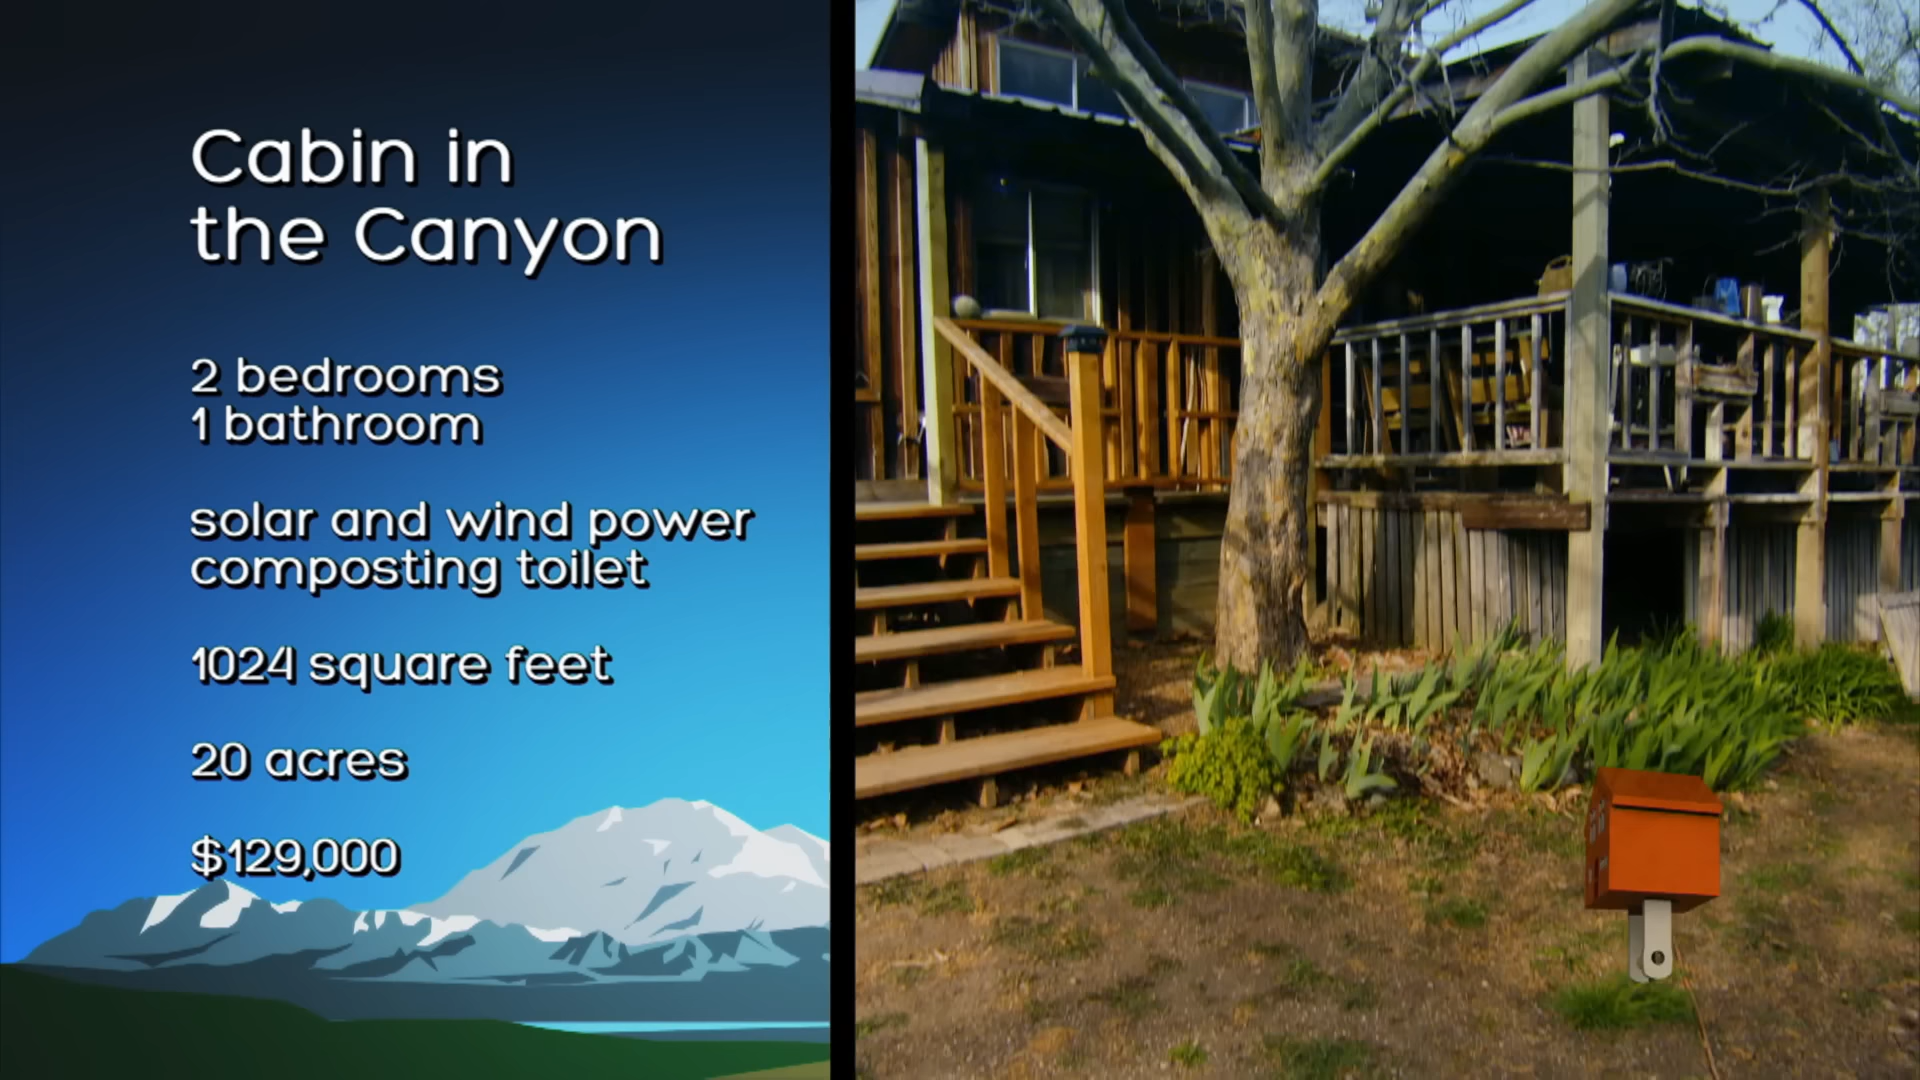 Cabin in
the Canyon
2 bedrooms
1 bathroom
solar and wind power
composting toilet
1024 square feet
20 acres
$129,000